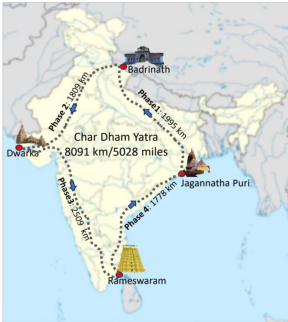 Badrinath
Phase 2: 1809 km
Phase1: 1995 km
Char Dham Yatra
8091 km/5028 miles
Dwarka
Jagannatha Puri
Phase3: 2509 km
Phase 4: 1778 km
Rameswaram